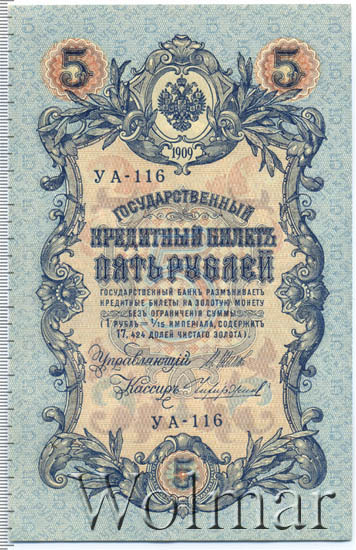 5 5
1909
УА-116
ГОСУДАРСТВЕННЫЙ
КРЕДИТНЫЙ БИЛЕТЪ
ПЯТЬ РУБЛЕЙ
ГОСУДАРСТВЕННЫЙ БАНКЪ РАЗМѢНИВАЕТЪ
КРЕДИТНЫЕ БИЛЕТЫ НА ЗОЛОТУЮ МОНЕТУ
БЕЗЪ ОГРАНИЧЕНІЯ СУММЫ
(1 РУБЛЬ = 1/15 ИМПЕРІАЛА, СОДЕРЖИТЪ
17,424 ДОЛЕЙ ЧИСТАГО ЗОЛОТА).
Управляющій
Кассиръ
УА-116
5
Wolmar